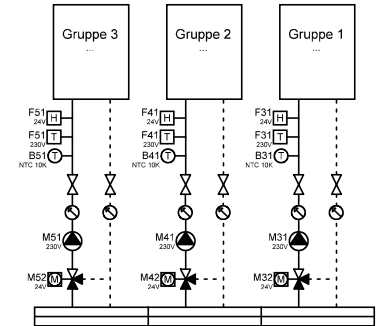 Gruppe 3
...
Gruppe 2
...
Gruppe 1
...
F51
24V
H
F41
24V
H
F31
24V
H
F51
230V
T
F41
230V
T
F31
230V
T
B51
NTC 10K
T
B41
NTC 10K
T
B31
NTC 10K
T
M51
230V
M41
230V
M31
230V
M52
24V
M
M42
24V
M
M32
24V
M